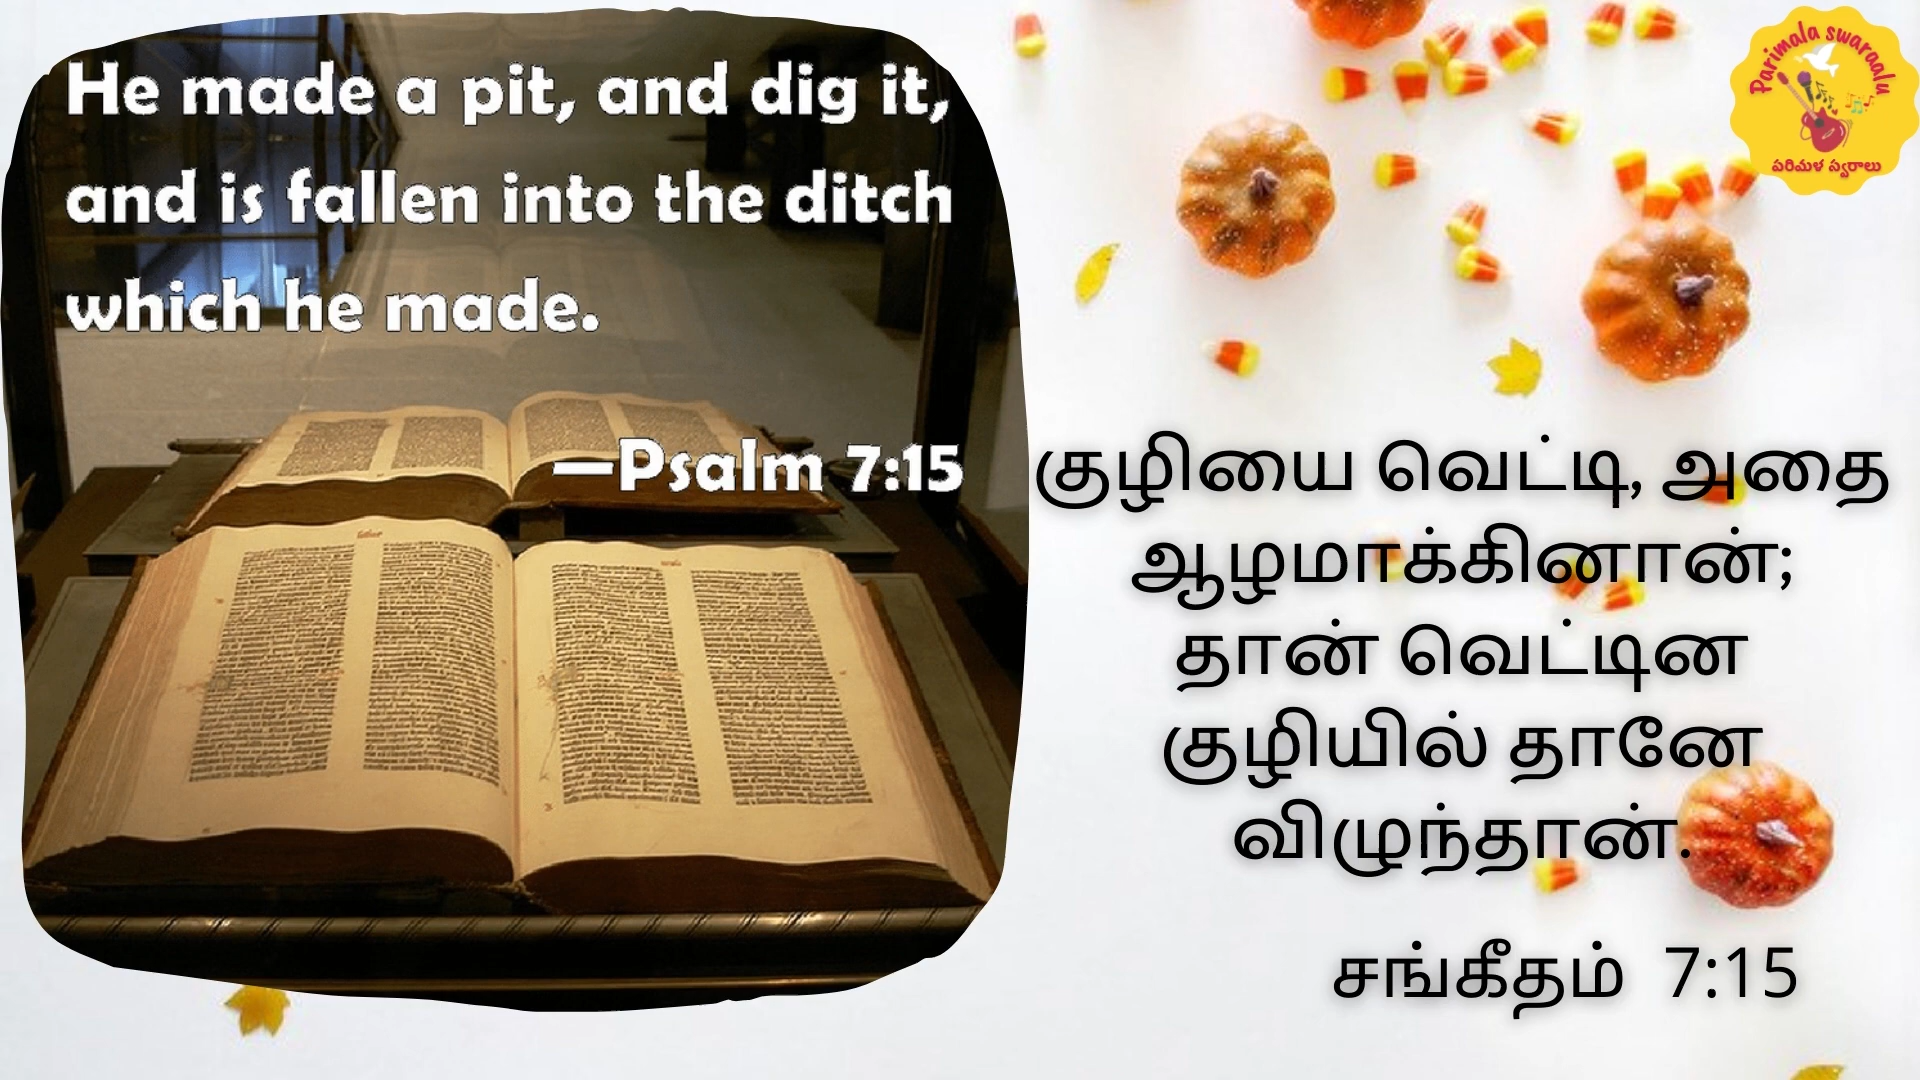 He made a pit, and dig it,
and is fallen into the ditch
which he made.
—Psalm 7:15
Parimala swaraalu
పరిమళ స్వరాలు
குழியை வெட்டி, அதை
ஆழமாக்கினான்;
தான் வெட்டின
குழியில் தானே
விழுந்தான்.
சங்கீதம் 7:15